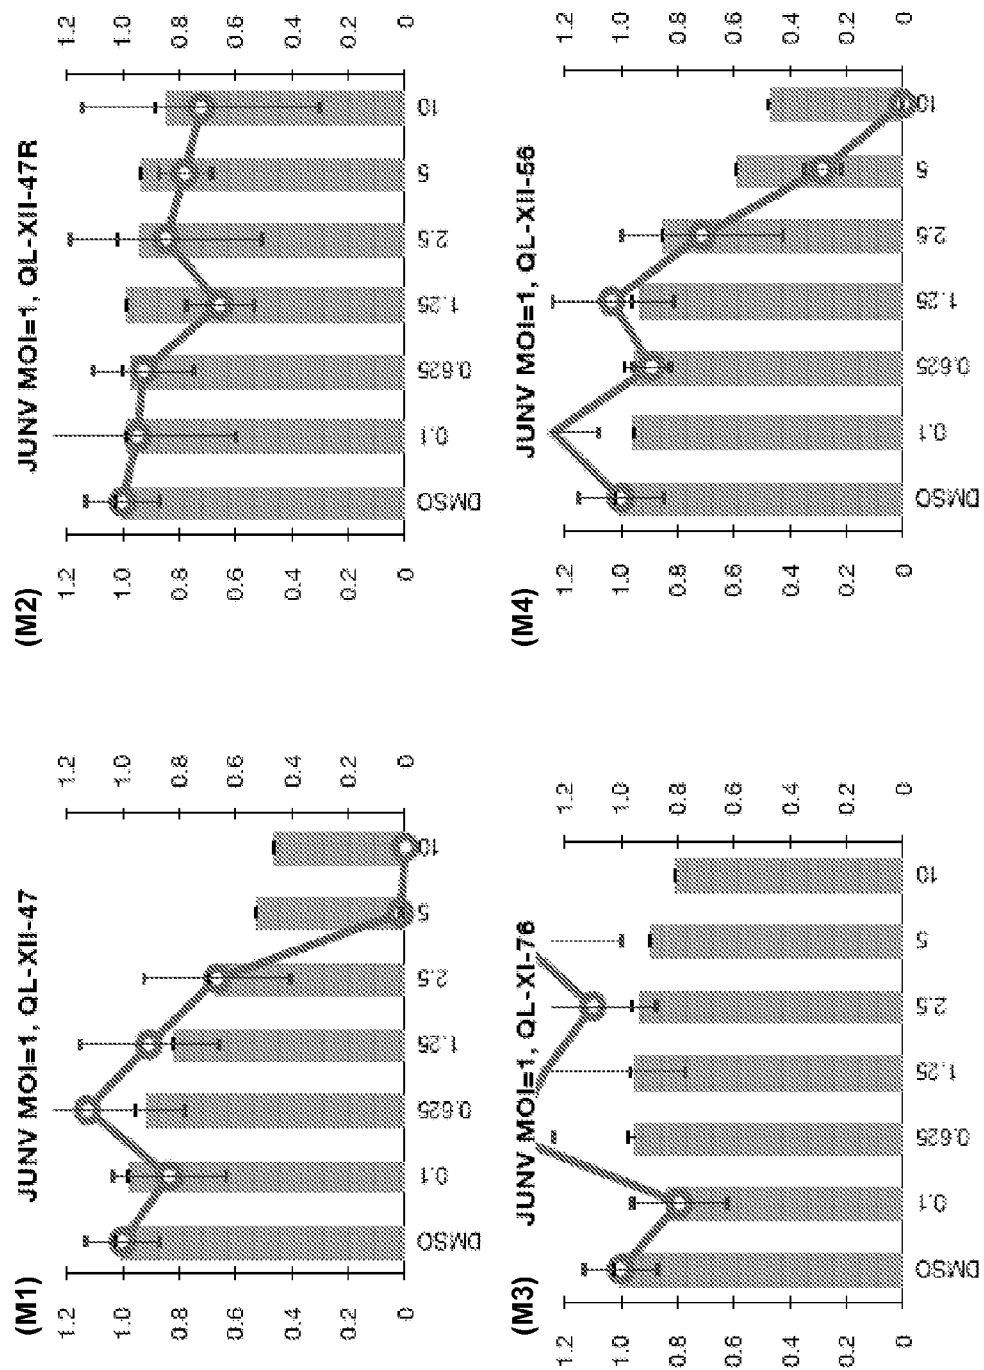 (M1)
JUNV MOI=1, QL-XII-47
1.2 1.2
1.0 1.0
0.8 0.8
0.6 0.6
0.4 0.4
0.2 0.2
0 0
DMSO 0.1 0.625 1.25 2.5 5 10
(M2)
JUNV MOI=1, QL-XII-47R
1.2 1.2
1.0 1.0
0.8 0.8
0.6 0.6
0.4 0.4
0.2 0.2
0 0
DMSO 0.1 0.625 1.25 2.5 5 10
(M3)
JUNV MOI=1, QL-XI-76
1.2 1.2
1.0 1.0
0.8 0.8
0.6 0.6
0.4 0.4
0.2 0.2
0 0
DMSO 0.1 0.625 1.25 2.5 5 10
(M4)
JUNV MOI=1, QL-XII-56
1.2 1.2
1.0 1.0
0.8 0.8
0.6 0.6
0.4 0.4
0.2 0.2
0 0
DMSO 0.1 0.625 1.25 2.5 5 10